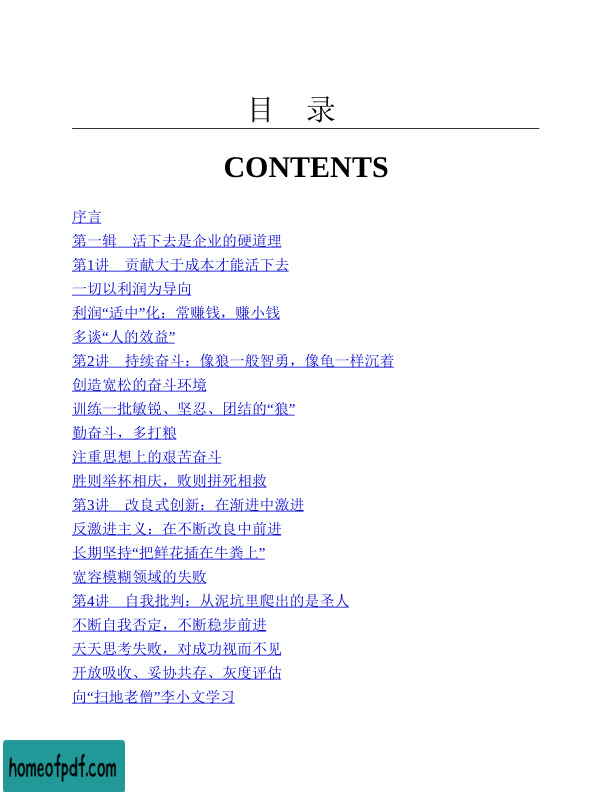 目　录
CONTENTS
序言
第一辑　活下去是企业的硬道理
第1讲　贡献大于成本才能活下去
一切以利润为导向
利润“适中”化：常赚钱，赚小钱
多谈“人的效益”
第2讲　持续奋斗：像狼一般智勇，像龟一样沉着
创造宽松的奋斗环境
训练一批敏锐、坚忍、团结的“狼”
勤奋斗，多打粮
注重思想上的艰苦奋斗
胜则举杯相庆，败则拼死相救
第3讲　改良式创新：在渐进中激进
反激进主义：在不断改良中前进
长期坚持“把鲜花插在牛粪上”
宽容模糊领域的失败
第4讲　自我批判：从泥坑里爬出的是圣人
不断自我否定，不断稳步前进
天天思考失败，对成功视而不见
开放吸收、妥协共存、灰度评估
向“扫地老僧”李小文学习
homeofpdf.com